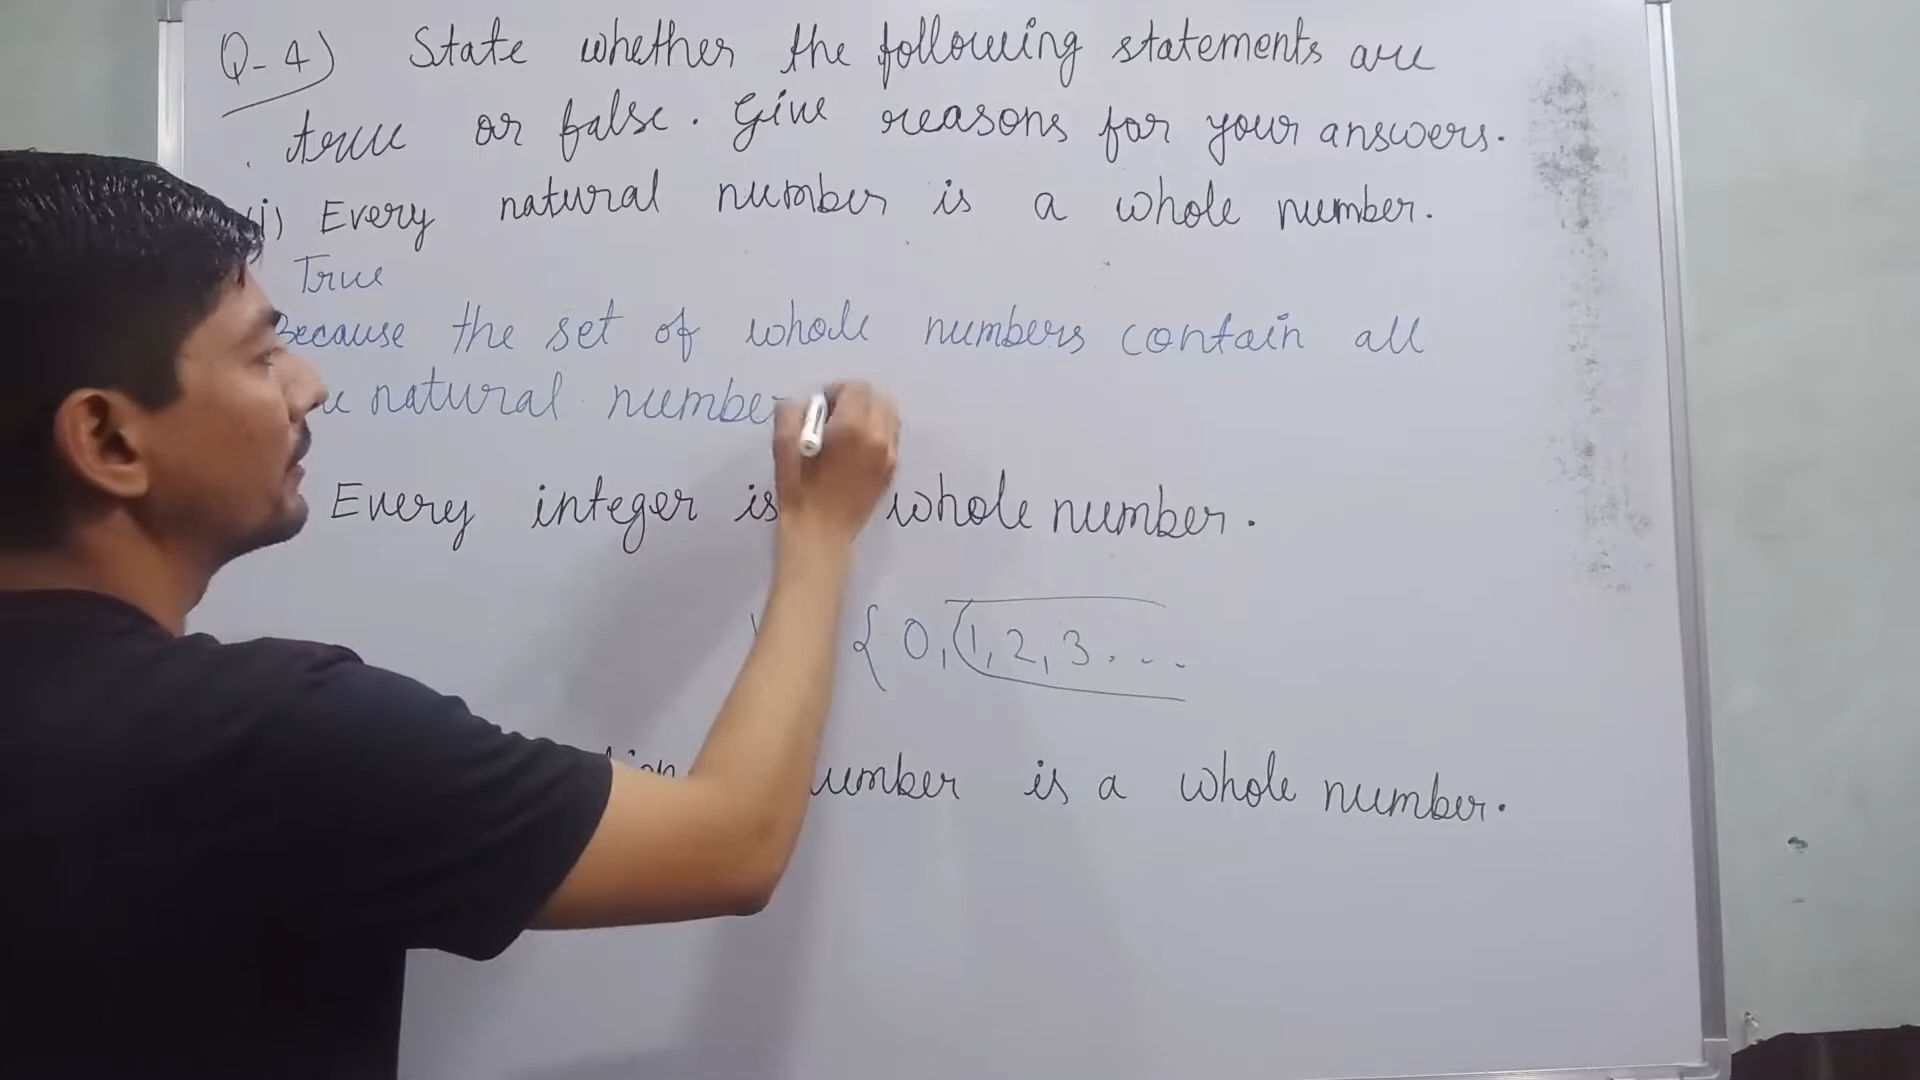 Q-4) State whether the following statements are
true or false. Give reasons for your answers.
(i) Every natural number is a whole number.
True
Because the set of whole numbers contain all
natural number
Every integer is whole number.
{ 0, 1, 2, 3 . . . .
is a whole number.